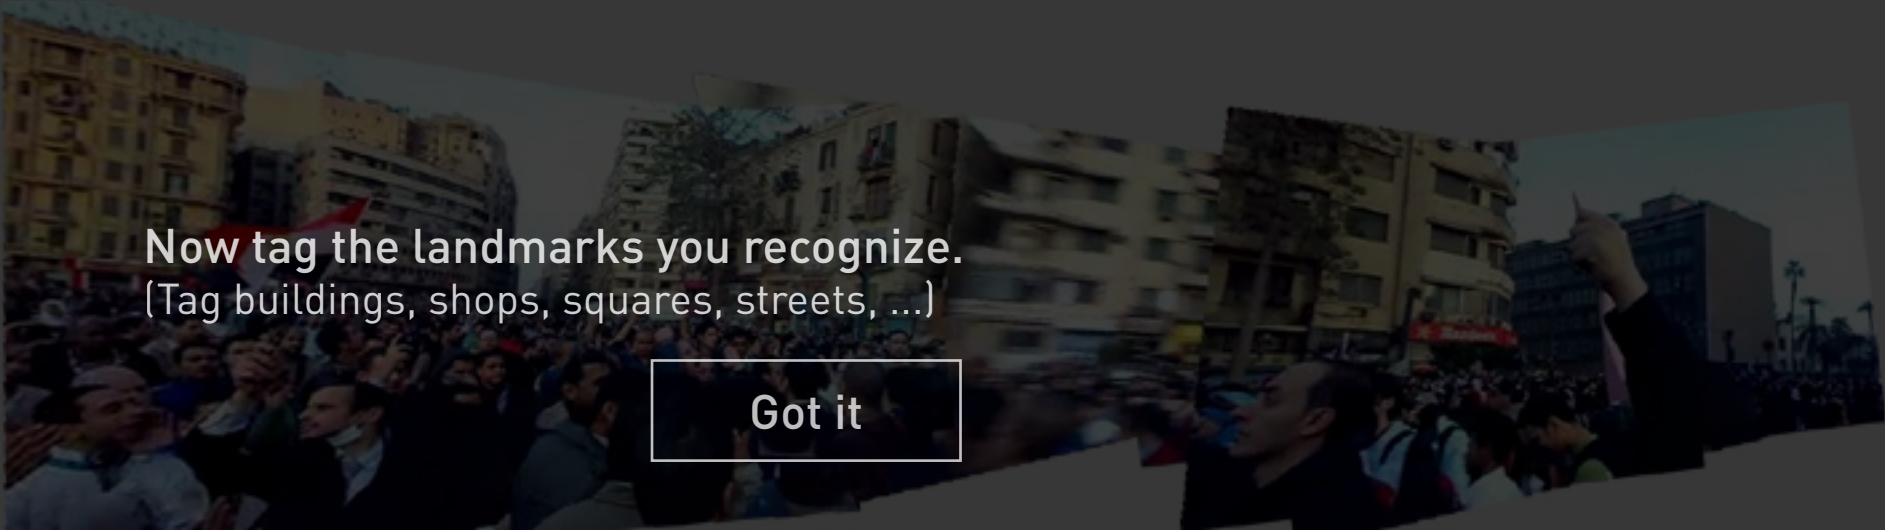 Now tag the landmarks you recognize.
(Tag buildings, shops, squares, streets, ...)
Got it